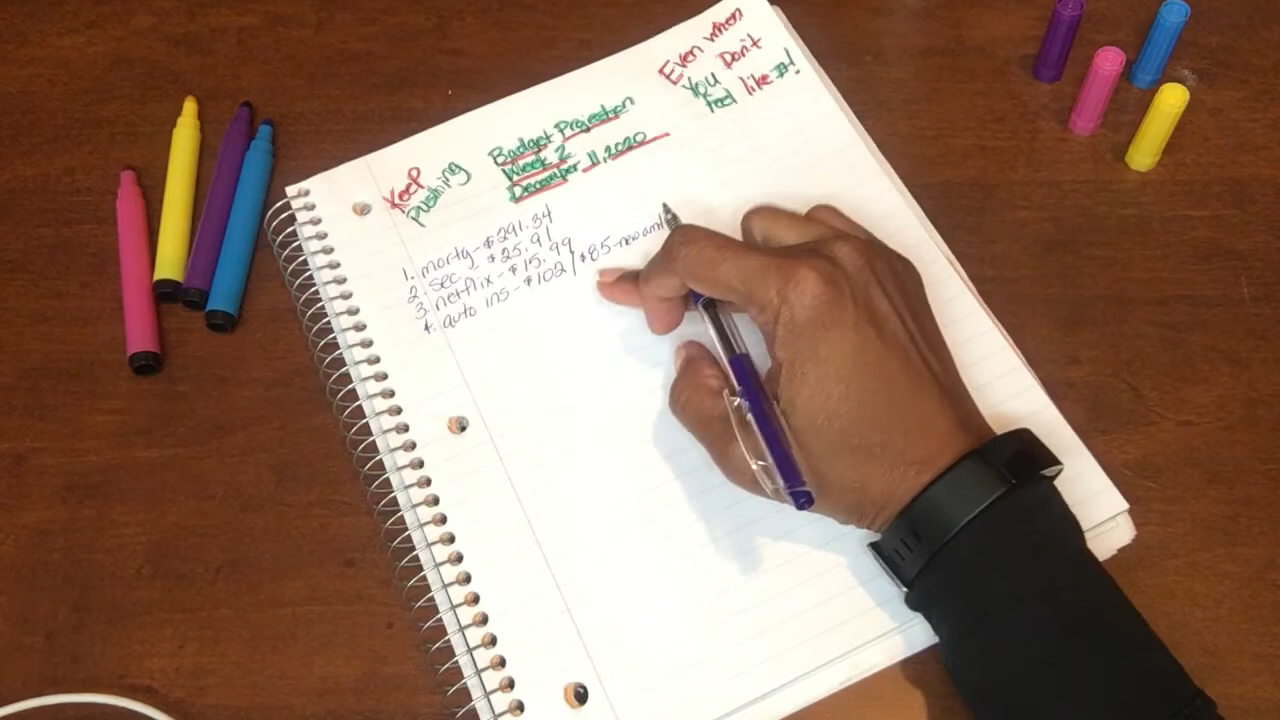 Keep
Pushing
Budget Projection
Week 2
December 11, 2020
Even when
You Don't
feel like It!
1. mortg - $291.34
2. sec - $25.91
3. netflix - $15.99
4. auto ins - $102 / $85 - new amt